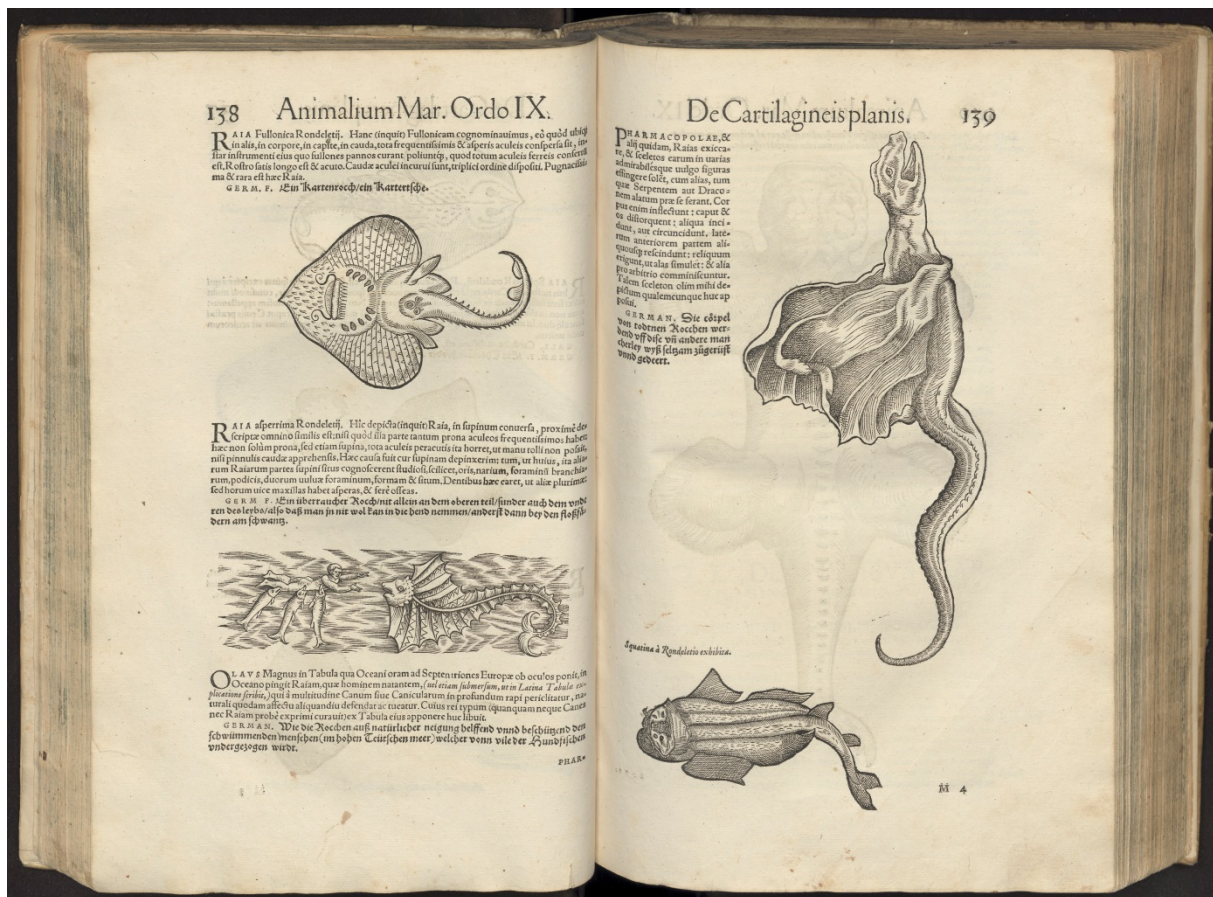 138 Animalium Mar. Ordo IX.
RAIA Fullonica Rondeletij. Hanc (inquit) Fullonicam cognominauimus, eò quòd ubiqȝ
in alis, in corpore, in capite, in cauda, tota frequentissimis & asperis aculeis conspersa sit, in-
star instrumenti eius quo fullones pannos curant poliuntqȝ, quod totum aculeis ferreis
est. Rostro satis longo est & acuto. Caudæ aculei incurui sunt, triplici ordine dispositi. Pugnacissi-
ma & rara est hæc Raia.
GERM. F. Ein Kartenrocch/ein Kartertsche.
RAIA asperrima Rondeletij. Hîc depicta (inquit) Raia, in supinum conuersa, proximè de-
scriptæ omnino similis est: nisi quòd illa parte tantum prona aculeos frequentissimos habet:
hæc non solùm prona, sed etiam supina, tota aculeis peracutis ita horret, ut manu tolli non possit,
nisi pinnulis caudæ apprehensis. Hæc causa fuit cur supinam depinxerim: tum, ut huius, ita alia-
rum Raiarum partes supini situs cognoscerent studiosi. scilicet, oris, narium, foraminū branchia-
rum, podicis, duorum uuluæ foraminum, formam & situm. Dentibus hæc caret, ut aliæ plurimæ:
sed horum uice maxillas habet asperas, & ferè osseas.
GERM F. Ein überraucher Rocch/nit allein an dem oberen teil/sunder auch dem vnde
ren des leybs/also daß man jn nit wol kan in die hend nemmen/anderst dann bey den floßfä
dern am schwantz.
OLAVS Magnus in Tabula qua Oceani oram ad Septentriones Europæ ob oculos ponit, in
Oceano pingit Raiam, quæ hominem natantem, (uel etiam submersum, ut in Latina Tabulæ ex-
plicatione scribit,) qui à multitudine Canum siue Canicularum in profundum rapi periclitatur, na-
turali quodam affectu aliquandiu defendat ac tueatur. Cuius rei typum (quanquam neque Canes
nec Raiam probè exprimi curauit) ex Tabula eius apponere huc libuit.
GERMAN. Wie die Rocchen auß natürlicher neigung helffend vnnd beschützend den
schwümmenden menschen (im hohen Teütschen meer) welcher vonn vile der Hundfischen
vndergezogen wirdt.
PHAR-
De Cartilagineis planis. 139
PHARMACOPOLAE, &
alij quidam, Raias exicca-
te, & sceletos earum in uarias
admirabilesque uulgo figuras
effingere solēt, cum alias, tum
quæ Serpentem aut Draco-
nem alatum præ se ferant. Cor
pus enim inflectunt: caput &
os distorquent: aliqua inci-
dunt, aut circuncidunt. late-
rum anteriorem partem ali-
quousqȝ rescindunt: reliquum
erigunt, ut alas simulet: & alia
pro arbitrio comminiscuntur.
Talem sceleton olim mihi de-
pictum qualemcunque huc ap
posui.
GERMAN. Die cörpel
von todtnen Rocchen wer-
dend vff dise vñ andere man
cherley wyß seltzam zügerüst
vnnd gedeert.
Squatina à Rondeletio exhibita.
M 4